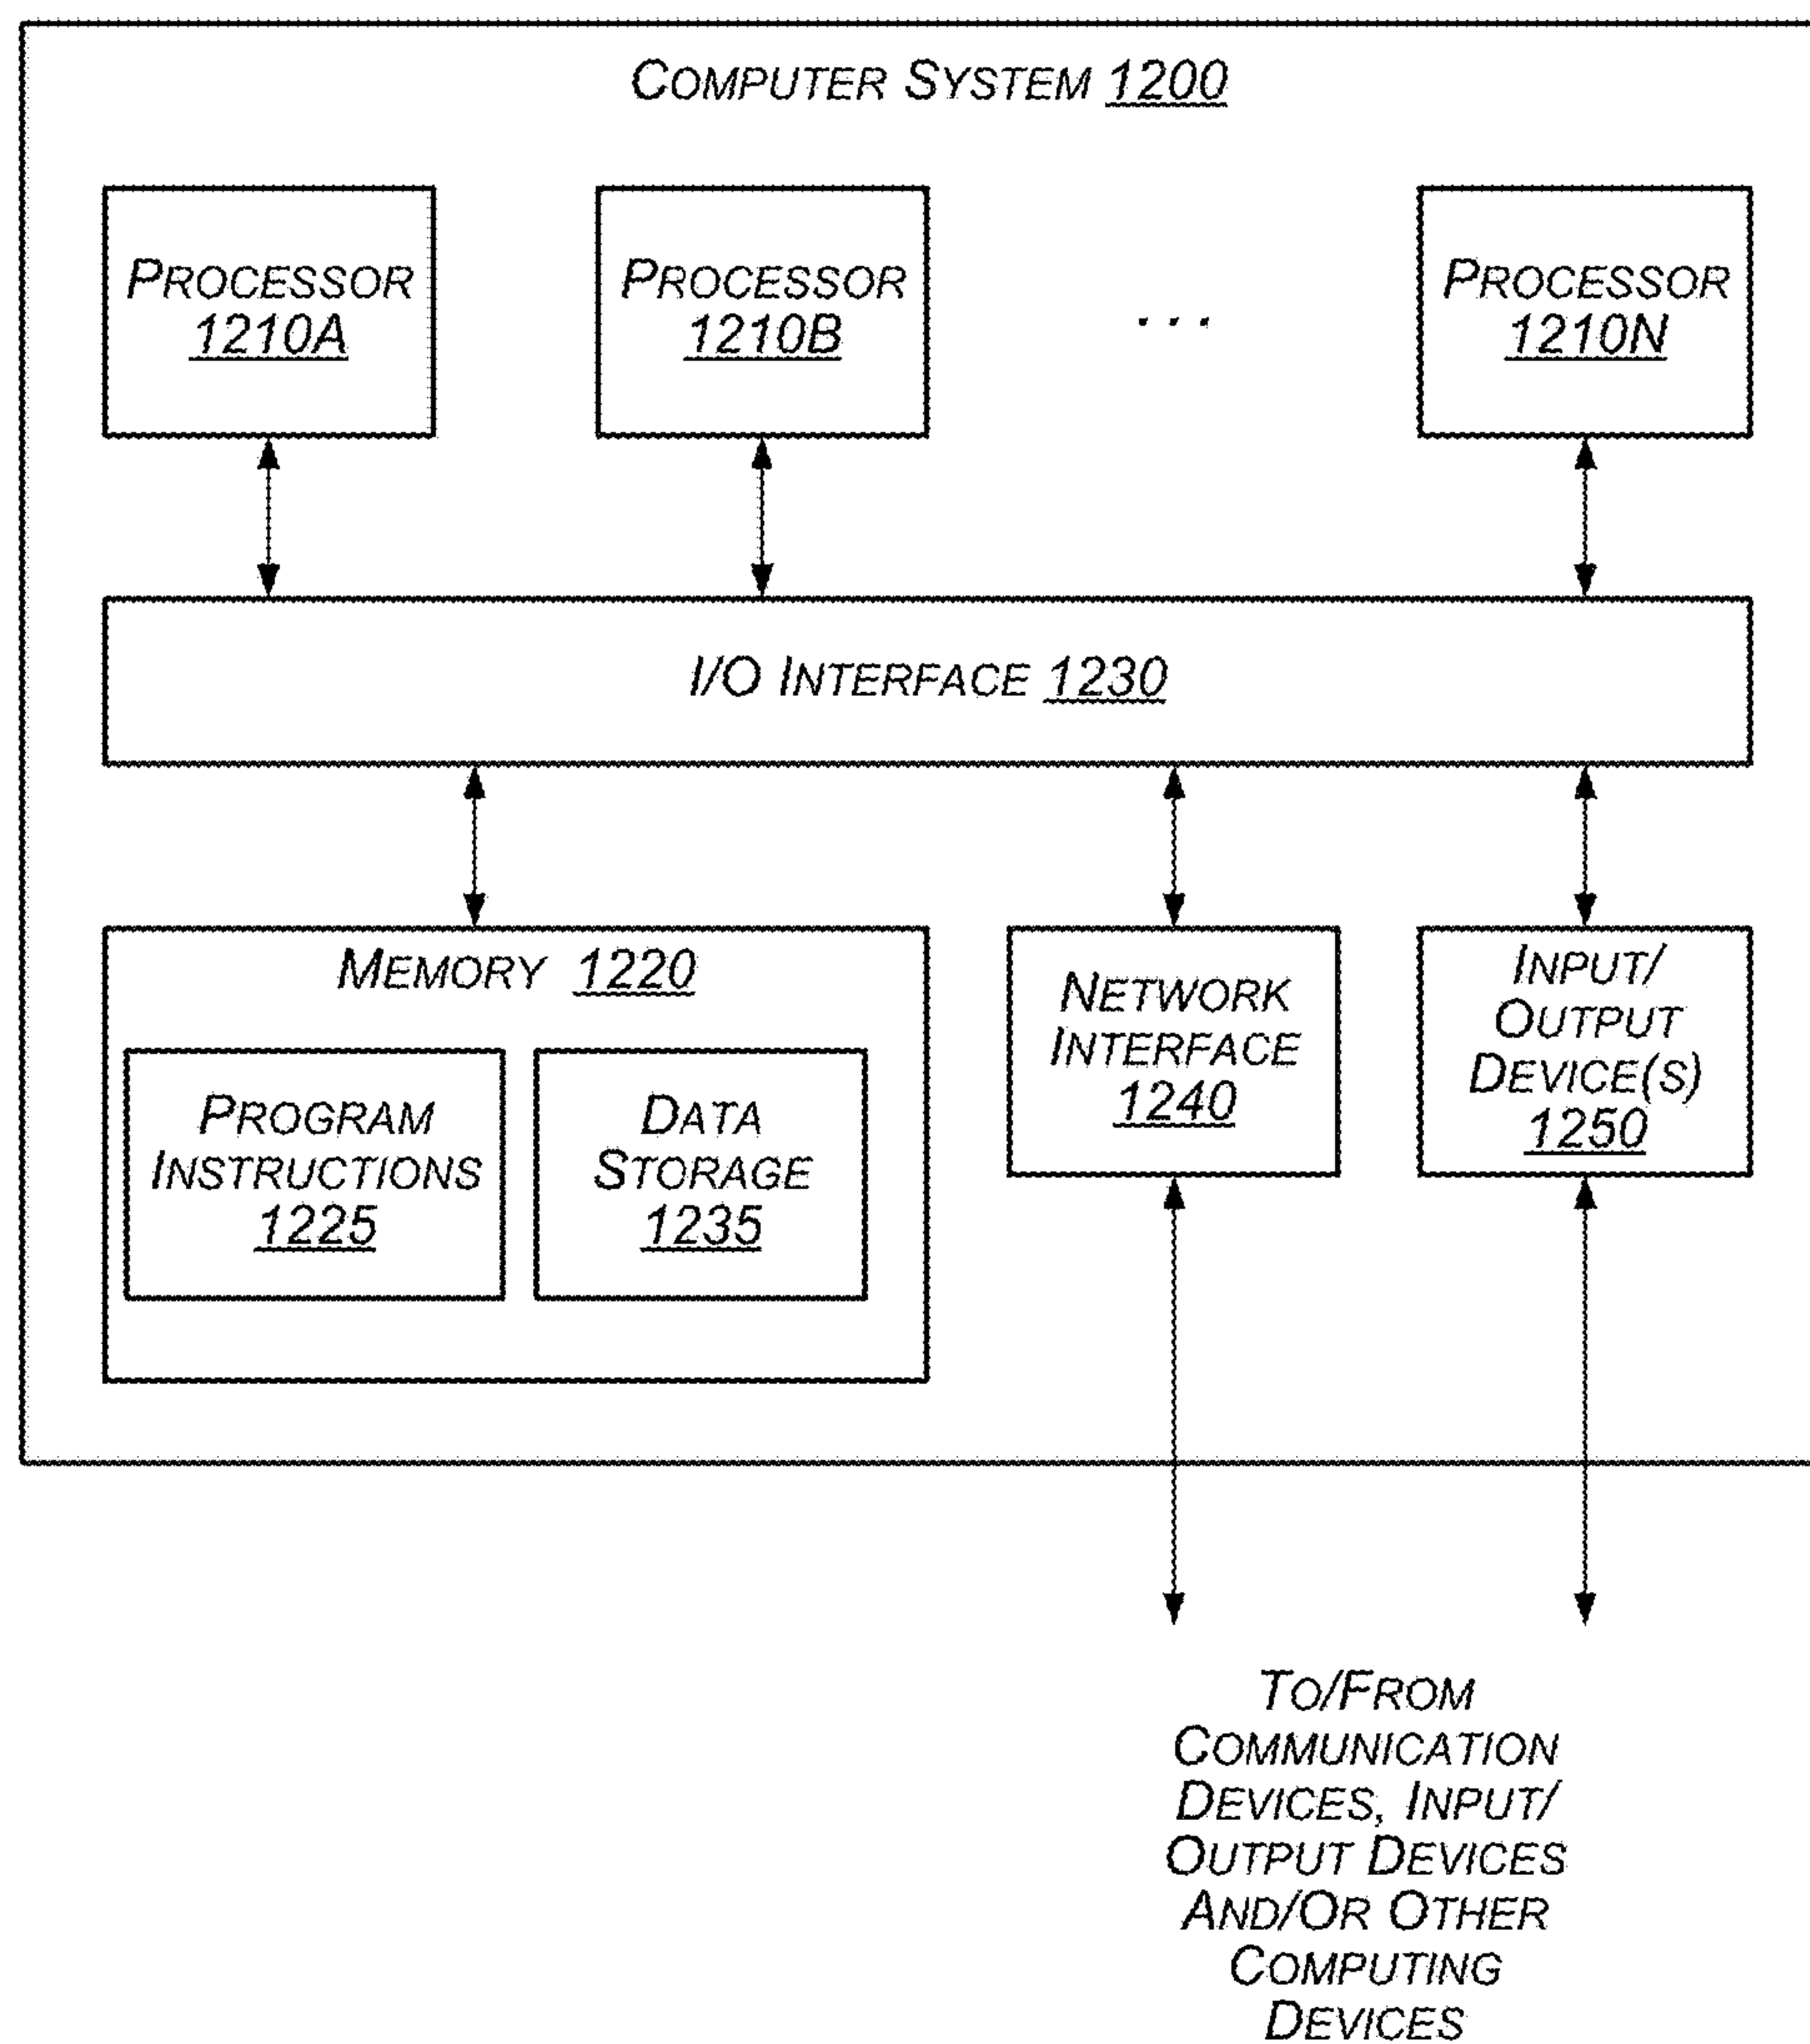 COMPUTER SYSTEM 1200
PROCESSOR
1210A
PROCESSOR
1210B
. . .
PROCESSOR
1210N
I/O INTERFACE 1230
MEMORY 1220
PROGRAM
INSTRUCTIONS
1225
DATA
STORAGE
1235
NETWORK
INTERFACE
1240
INPUT/
OUTPUT
DEVICE(S)
1250
TO/FROM
COMMUNICATION
DEVICES, INPUT/
OUTPUT DEVICES
AND/OR OTHER
COMPUTING
DEVICES